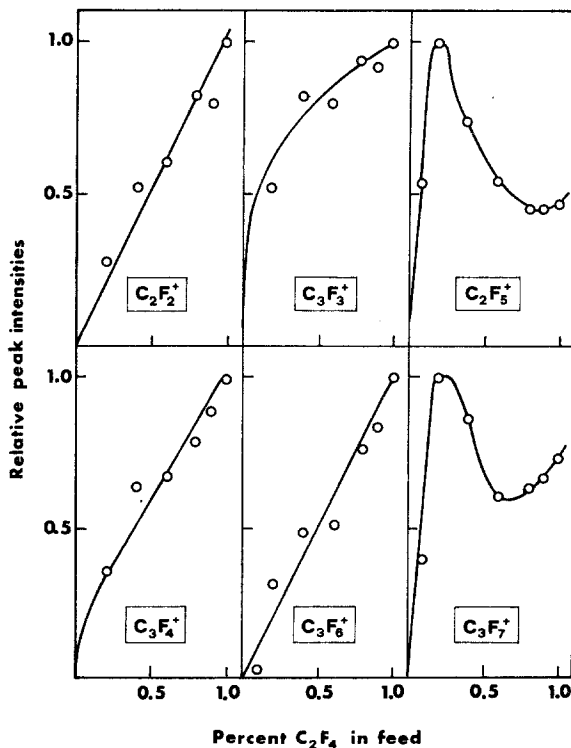 Relative peak intensities
1.0
0.5
C₂F₂⁺
C₃F₃⁺
C₂F₅⁺
1.0
0.5
C₃F₄⁺
C₃F₆⁺
C₃F₇⁺
0.5 1.0 0.5 1.0 0.5 1.0
Percent C₂F₄ in feed